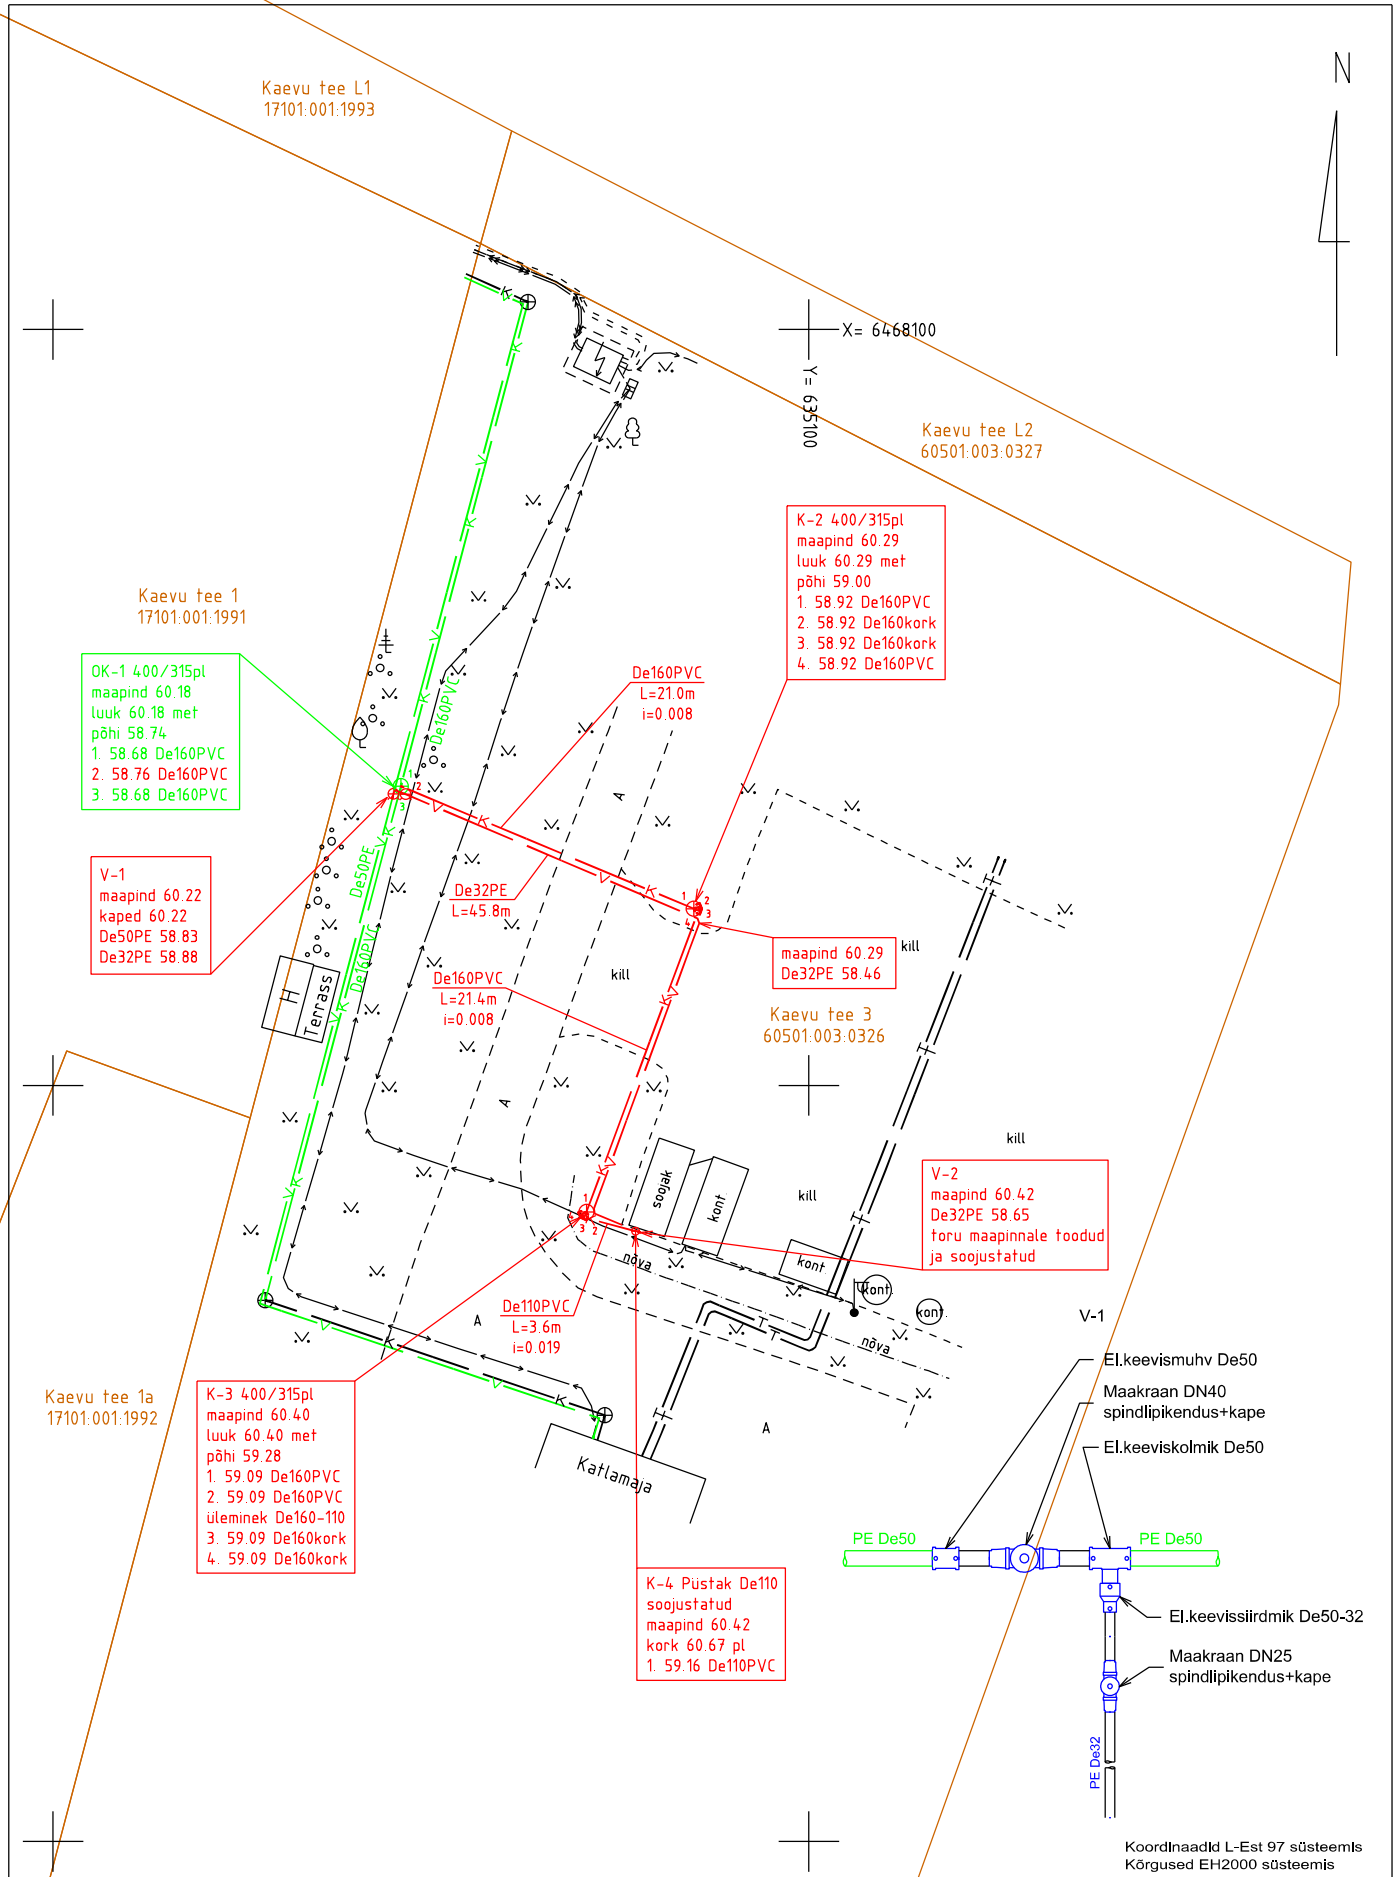 Kaevu tee L1
17101:001:1993
N
X= 6468100
Y= 635100
Kaevu tee L2
60501:003:0327
K-2 400/315pl
maapind 60.29
luuk 60.29 met
põhi 59.00
1. 58.92 De160PVC
2. 58.92 De160kork
3. 58.92 De160kork
4. 58.92 De160PVC
Kaevu tee 1
17101:001:1991
OK-1 400/315pl
maapind 60.18
luuk 60.18 met
põhi 58.74
1. 58.68 De160PVC
2. 58.76 De160PVC
3. 58.68 De160PVC
De160PVC
De160PVC
L=21.0m
i=0.008
V-1
maapind 60.22
kaped 60.22
De50PE 58.83
De32PE 58.88
De50PE
De160PVC
De32PE
L=45.8m
De160PVC
L=21.4m
i=0.008
maapind 60.29
De32PE 58.46
kill
kill
Kaevu tee 3
60501:003:0326
H
Terrass
A
A
kill
kill
soojak
kont
kont
kont.
kont.
nõva
nõva
V-2
maapind 60.42
De32PE 58.65
toru maapinnale toodud
ja soojustatud
De110PVC
L=3.6m
i=0.019
A
A
Kaevu tee 1a
17101:001:1992
K-3 400/315pl
maapind 60.40
luuk 60.40 met
põhi 59.28
1. 59.09 De160PVC
2. 59.09 De160PVC
üleminek De160-110
3. 59.09 De160kork
4. 59.09 De160kork
Katlamaja
K-4 Püstak De110
soojustatud
maapind 60.42
kork 60.67 pl
1. 59.16 De110PVC
V-1
El.keevismuhv De50
Maakraan DN40
spindlipikendus+kape
El.keeviskolmik De50
PE De50
PE De50
El.keevissiirdmik De50-32
Maakraan DN25
spindlipikendus+kape
PE De32
Koordinaadid L-Est 97 süsteemis
Kõrgused EH2000 süsteemis